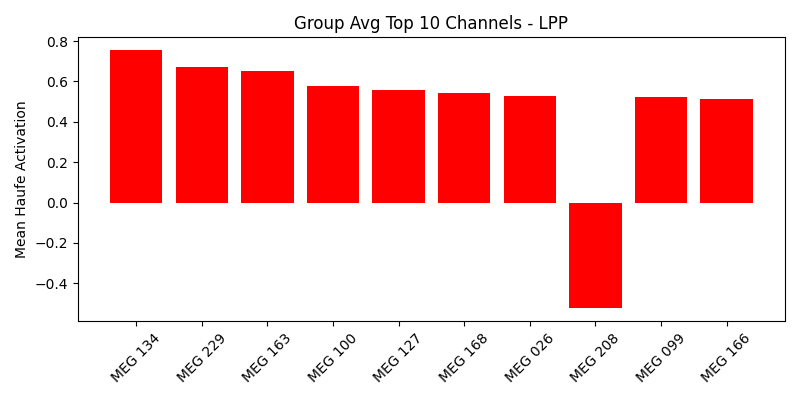 Group Avg Top 10 Channels - LPP
Mean Haufe Activation
0.8
0.6
0.4
0.2
0.0
−0.2
−0.4
MEG 134
MEG 229
MEG 163
MEG 100
MEG 127
MEG 168
MEG 026
MEG 208
MEG 099
MEG 166